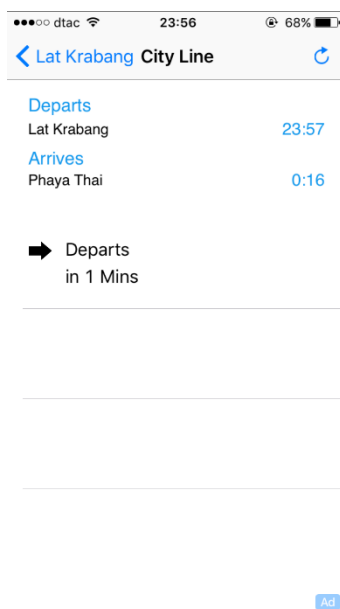 dtac 23:56 68%
Lat Krabang City Line
Departs
Lat Krabang 23:57
Arrives
Phaya Thai 0:16
Departs
in 1 Mins
Ad